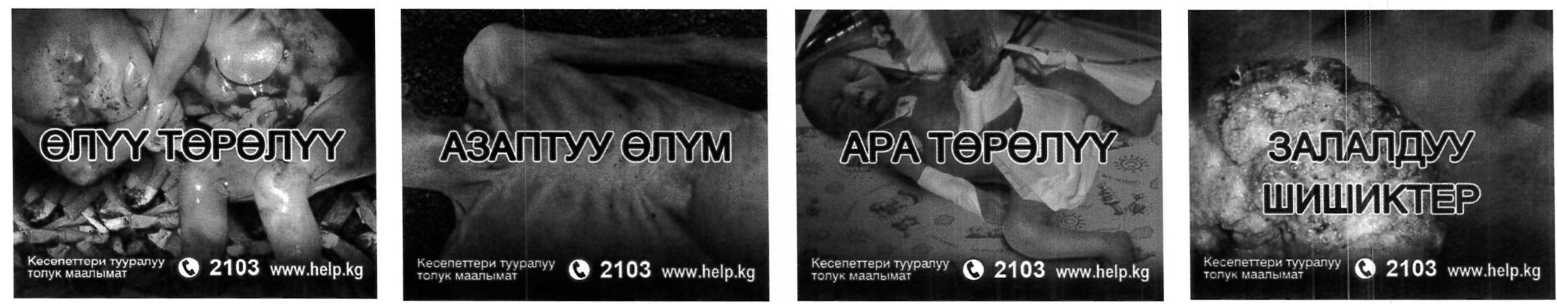 ӨЛҮҮ ТӨРӨЛҮҮ
Кесепеттери тууралуу
толук маалымат
2103 www.help.kg
АЗАПТУУ ӨЛҮМ
Кесепеттери тууралуу
толук маалымат
2103 www.help.kg
АРА ТӨРӨЛҮҮ
Кесепеттери тууралуу
толук маалымат
2103 www.help.kg
ЗАЛАЛДУУ
ШИШИКТЕР
Кесепеттери тууралуу
толук маалымат
2103 www.help.kg